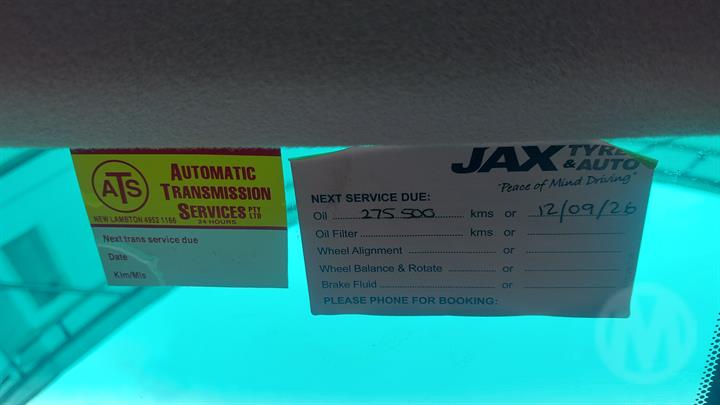 ATS
AUTOMATIC
TRANSMISSION
SERVICES PTY LTD
24 HOURS
NEW LAMBTON 4952 1166
Next trans service due
Date
Klm/Mls
JAX TYRES & AUTO
"Peace of Mind Driving"
NEXT SERVICE DUE:
Oil 275 500 kms or 12/09/26
Oil Filter kms or
Wheel Alignment or
Wheel Balance & Rotate or
Brake Fluid or
PLEASE PHONE FOR BOOKING:
M